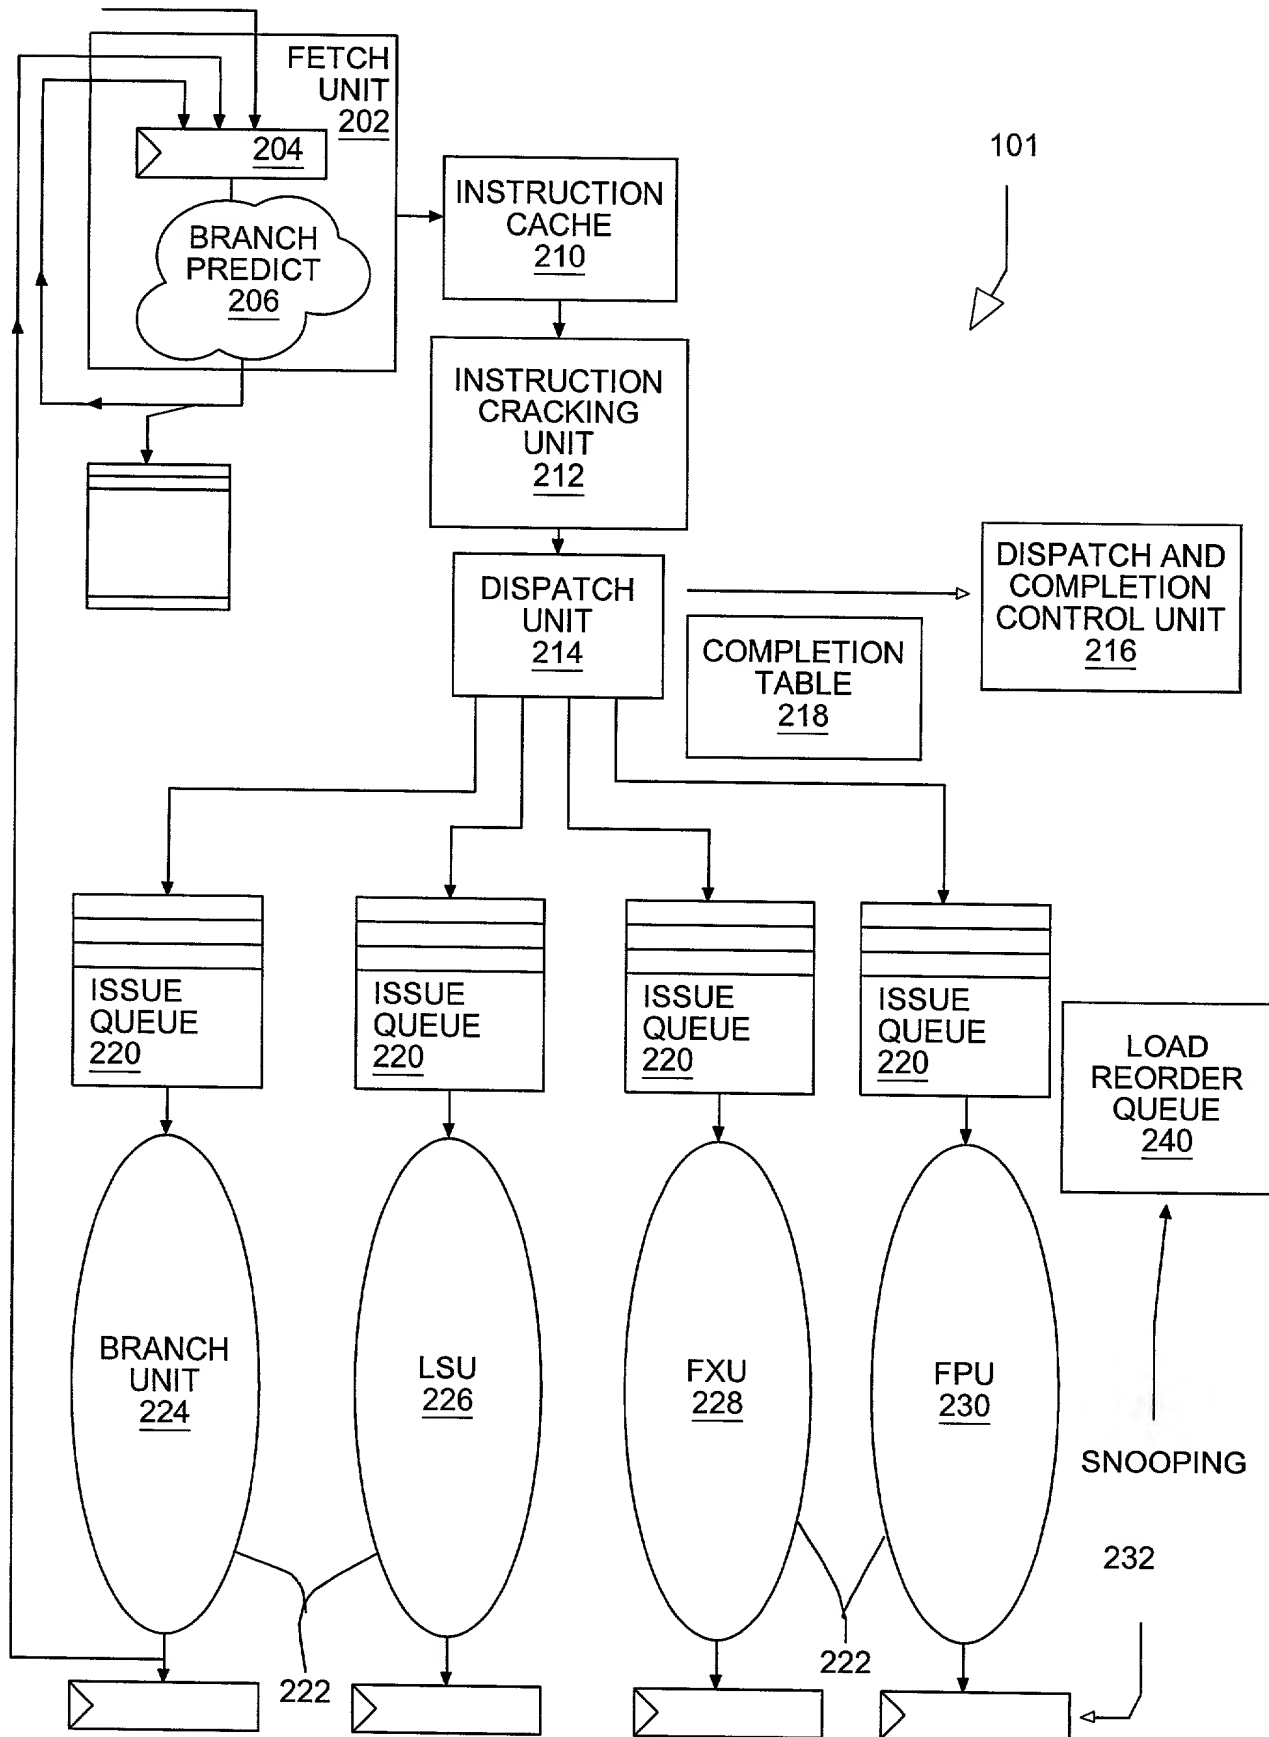 FETCH
UNIT
202
204
BRANCH
PREDICT
206
INSTRUCTION
CACHE
210
101
INSTRUCTION
CRACKING
UNIT
212
DISPATCH
UNIT
214
COMPLETION
TABLE
218
DISPATCH AND
COMPLETION
CONTROL UNIT
216
ISSUE
QUEUE
220
ISSUE
QUEUE
220
ISSUE
QUEUE
220
ISSUE
QUEUE
220
LOAD
REORDER
QUEUE
240
BRANCH
UNIT
224
LSU
226
FXU
228
FPU
230
SNOOPING
232
222
222